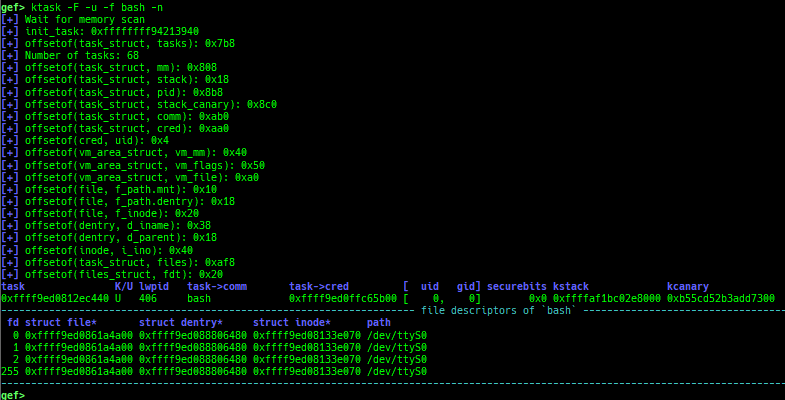 gef> ktask -F -u -f bash -n
[+] Wait for memory scan
[+] init_task: 0xffffffff94213940
[+] offsetof(task_struct, tasks): 0x7b8
[+] Number of tasks: 68
[+] offsetof(task_struct, mm): 0x808
[+] offsetof(task_struct, stack): 0x18
[+] offsetof(task_struct, pid): 0x8b8
[+] offsetof(task_struct, stack_canary): 0x8c0
[+] offsetof(task_struct, comm): 0xab0
[+] offsetof(task_struct, cred): 0xaa0
[+] offsetof(cred, uid): 0x4
[+] offsetof(vm_area_struct, vm_mm): 0x40
[+] offsetof(vm_area_struct, vm_flags): 0x50
[+] offsetof(vm_area_struct, vm_file): 0xa0
[+] offsetof(file, f_path.mnt): 0x10
[+] offsetof(file, f_path.dentry): 0x18
[+] offsetof(file, f_inode): 0x20
[+] offsetof(dentry, d_iname): 0x38
[+] offsetof(dentry, d_parent): 0x18
[+] offsetof(inode, i_ino): 0x40
[+] offsetof(task_struct, files): 0xaf8
[+] offsetof(files_struct, fdt): 0x20
task K/U lwpid task->comm task->cred [ uid gid] securebits kstack kcanary
0xffff9ed0812ec440 U 406 bash 0xffff9ed0ffc65b00 [ 0, 0] 0x0 0xffffaf1bc02e8000 0xb55cd52b3add7300
file descriptors of `bash`
fd struct file* struct dentry* struct inode* path
0 0xffff9ed0861a4a00 0xffff9ed088806480 0xffff9ed08133e070 /dev/ttyS0
1 0xffff9ed0861a4a00 0xffff9ed088806480 0xffff9ed08133e070 /dev/ttyS0
2 0xffff9ed0861a4a00 0xffff9ed088806480 0xffff9ed08133e070 /dev/ttyS0
255 0xffff9ed0861a4a00 0xffff9ed088806480 0xffff9ed08133e070 /dev/ttyS0
gef>